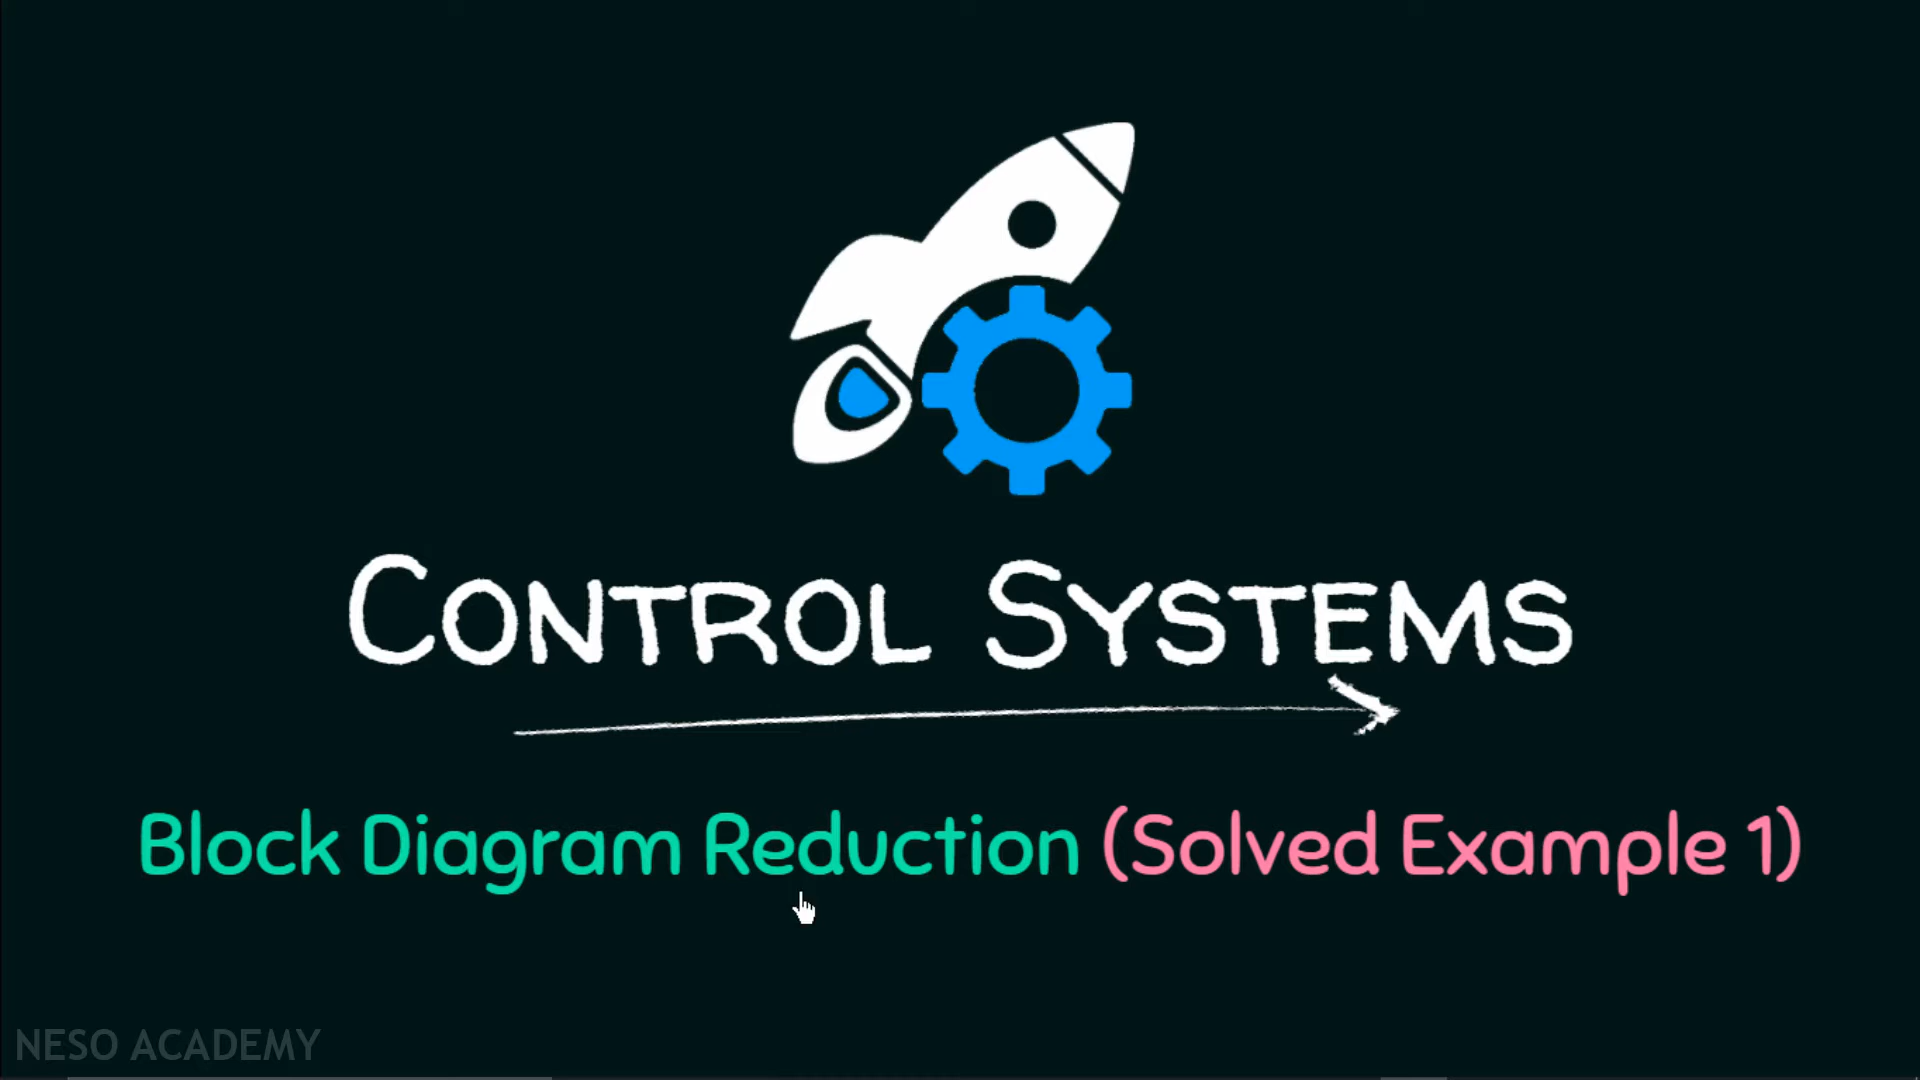 CONTROL SYSTEMS
Block Diagram Reduction (Solved Example 1)
NESO ACADEMY